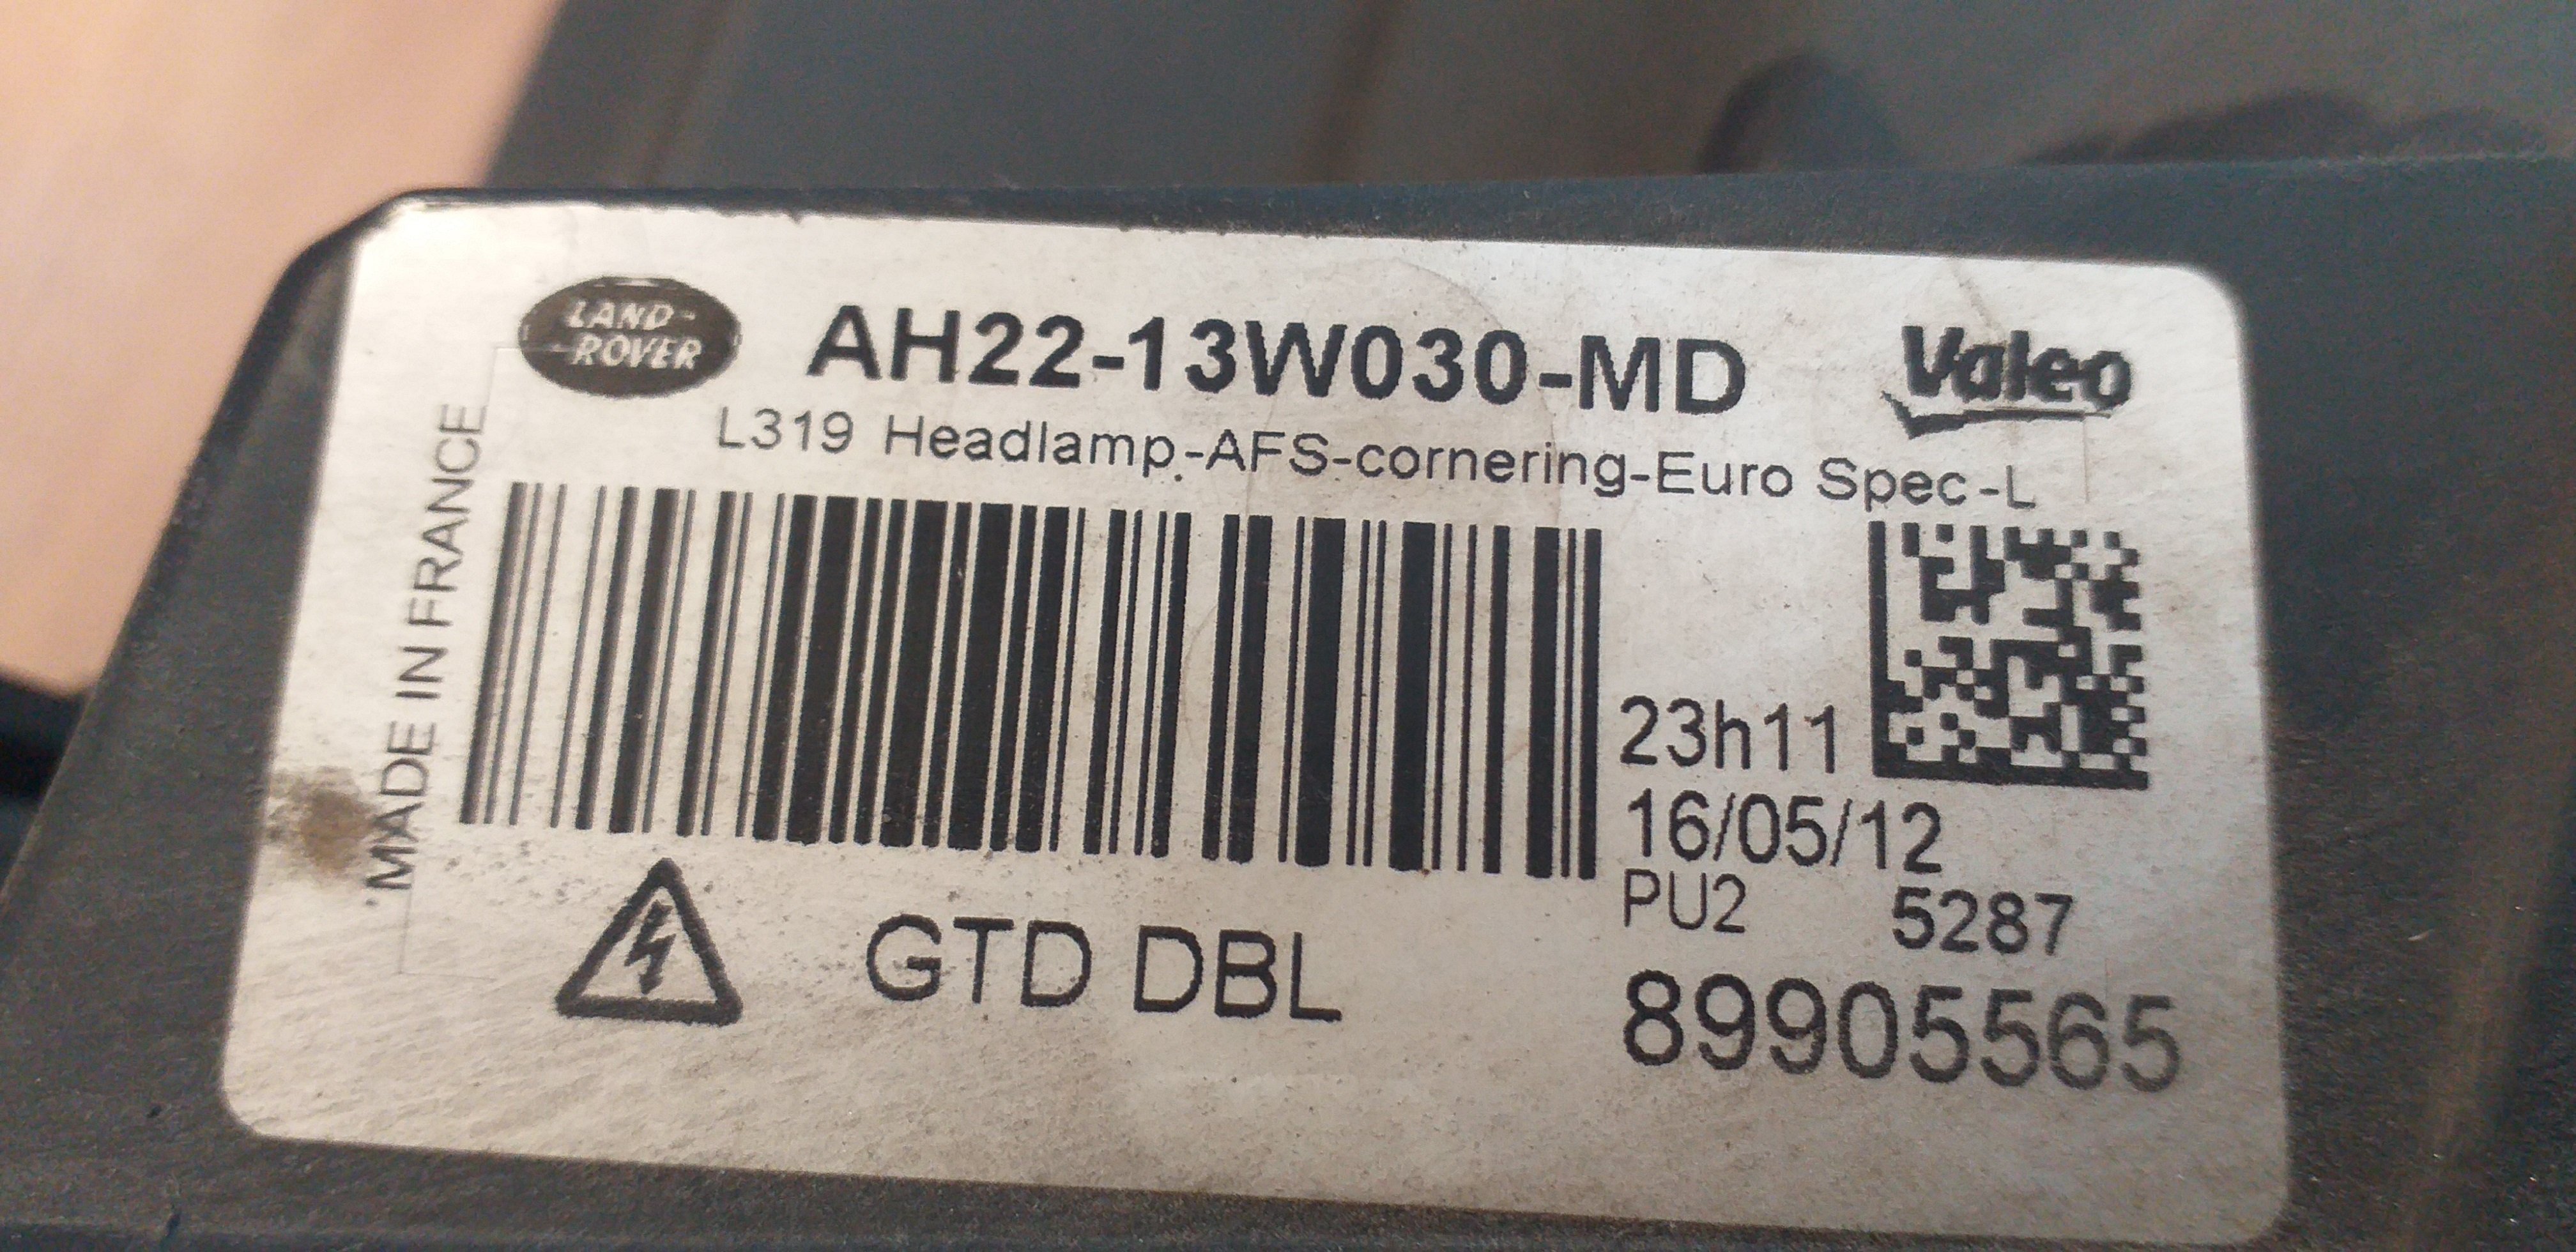 LAND-
-ROVER
AH22-13W030-MD
Valeo
L319 Headlamp-AFS-cornering-Euro Spec-L
MADE IN FRANCE
23h11
16/05/12
PU2 5287
GTD DBL
89905565